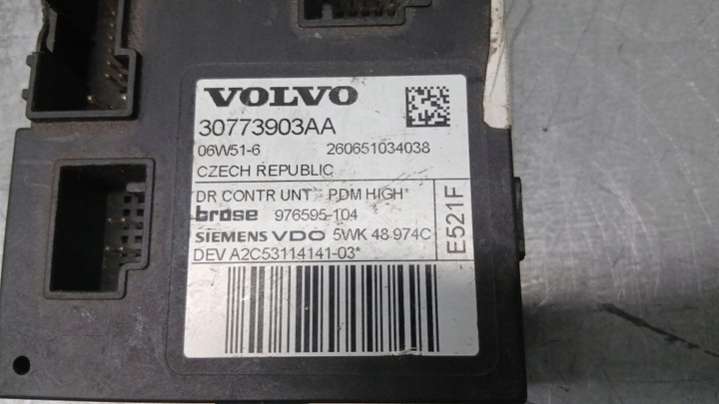 VOLVO
30773903AA
06W51-6 260651034038
CZECH REPUBLIC
DR CONTR UNT - PDM HIGH*
brose 976595-104
SIEMENS VDO 5WK 48 974C
DEV A2C53114141-03*
E521F